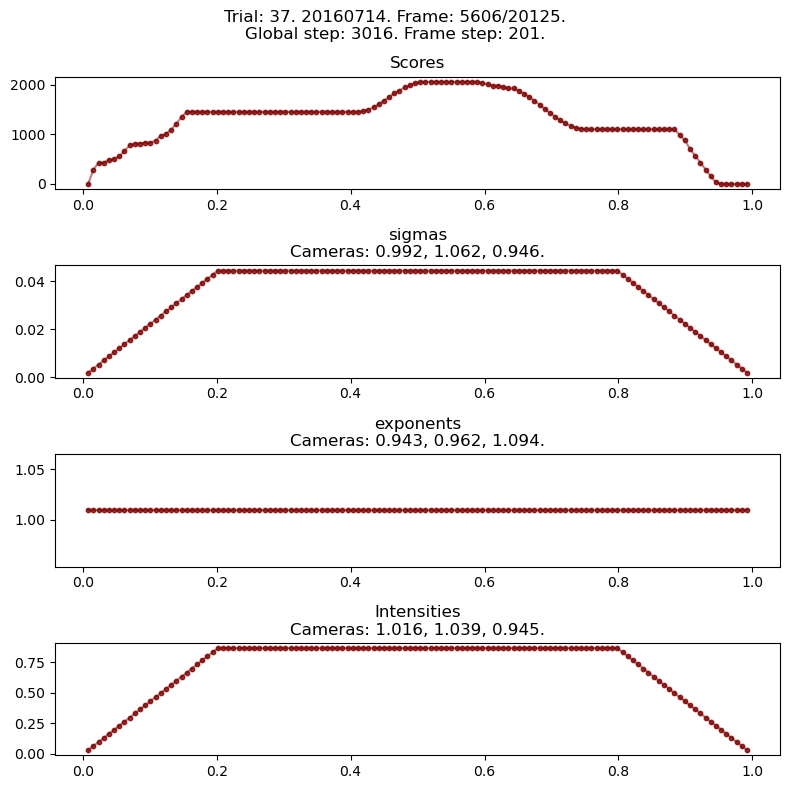 Trial: 37. 20160714. Frame: 5606/20125.
Global step: 3016. Frame step: 201.
Scores
2000
1000
0
0.0 0.2 0.4 0.6 0.8 1.0
sigmas
Cameras: 0.992, 1.062, 0.946.
0.04
0.02
0.00
0.0 0.2 0.4 0.6 0.8 1.0
exponents
Cameras: 0.943, 0.962, 1.094.
1.05
1.00
0.0 0.2 0.4 0.6 0.8 1.0
Intensities
Cameras: 1.016, 1.039, 0.945.
0.75
0.50
0.25
0.00
0.0 0.2 0.4 0.6 0.8 1.0